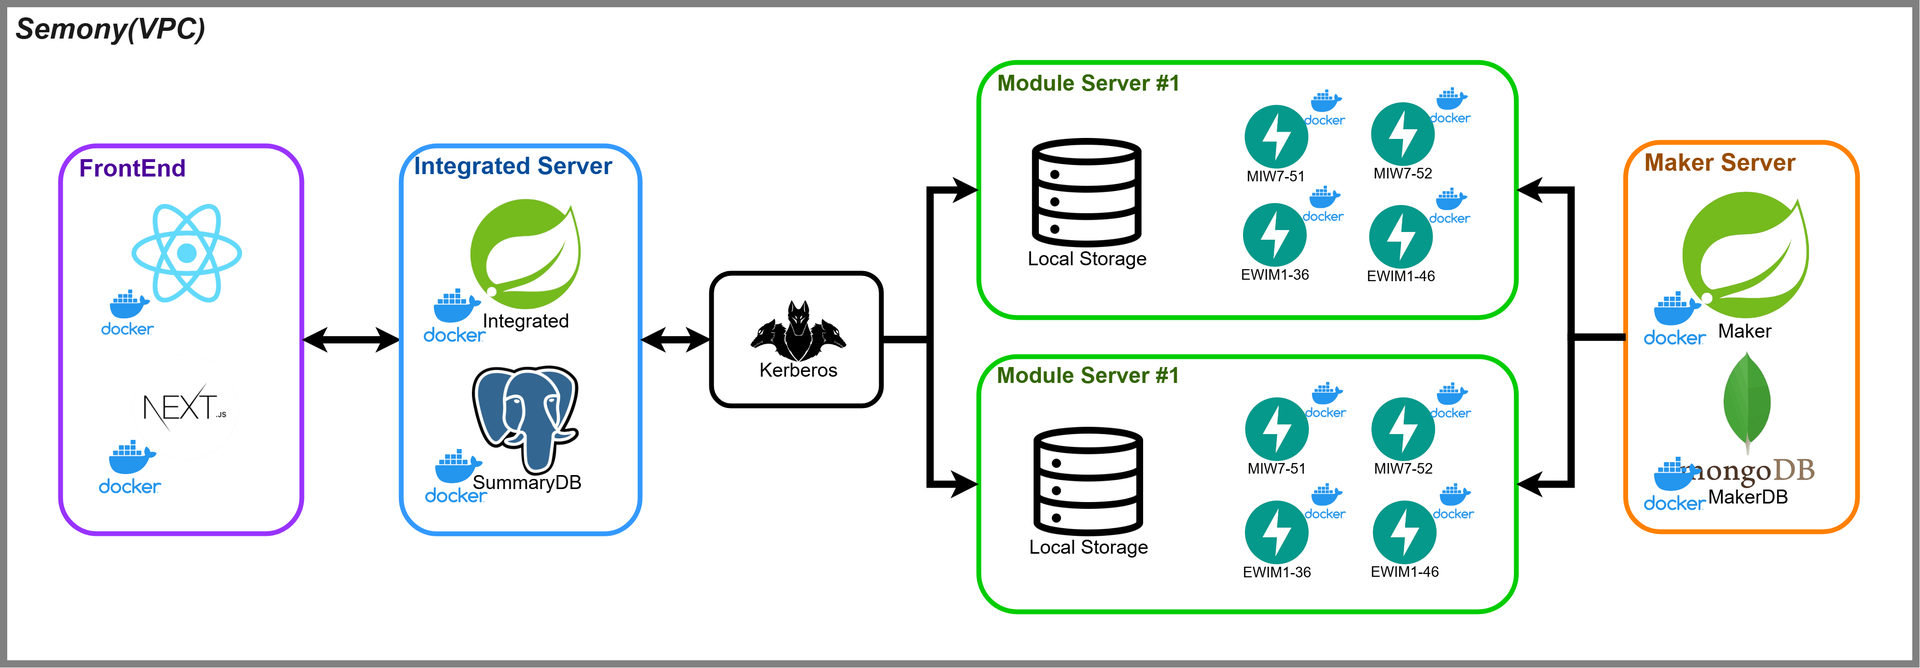 Semony(VPC)
FrontEnd
docker
NEXT.JS
docker
Integrated Server
docker
Integrated
docker
SummaryDB
Kerberos
Module Server #1
Local Storage
docker
MIW7-51
docker
MIW7-52
docker
EWIM1-36
docker
EWIM1-46
Module Server #1
Local Storage
docker
MIW7-51
docker
MIW7-52
docker
EWIM1-36
docker
EWIM1-46
Maker Server
docker
Maker
mongoDB
docker
MakerDB